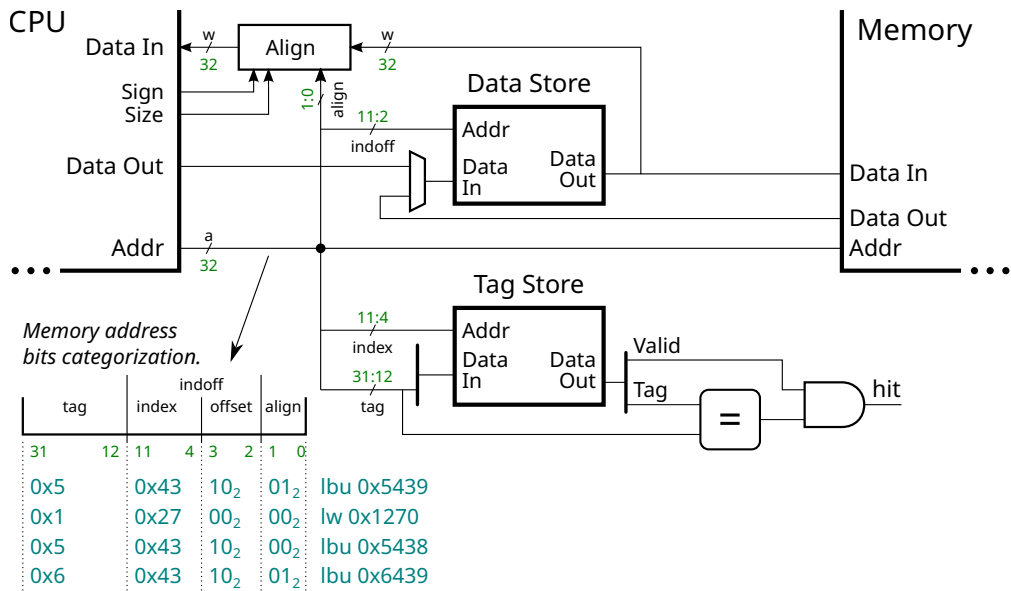 CPU
Memory
Data In
w
32
Align
w
32
Sign
Size
1:0
align
Data Store
11:2
indoff
Addr
Data In
Data Out
Data Out
Data In
Data Out
Addr
a
32
Addr
Tag Store
Memory address
bits categorization.
11:4
index
Addr
Data In
Data Out
31:12
tag
Valid
Tag
=
hit
indoff
tag index offset align
31 12 11 4 3 2 1 0
0x5 0x43 10₂ 01₂ lbu 0x5439
0x1 0x27 00₂ 00₂ lw 0x1270
0x5 0x43 10₂ 00₂ lbu 0x5438
0x6 0x43 10₂ 01₂ lbu 0x6439